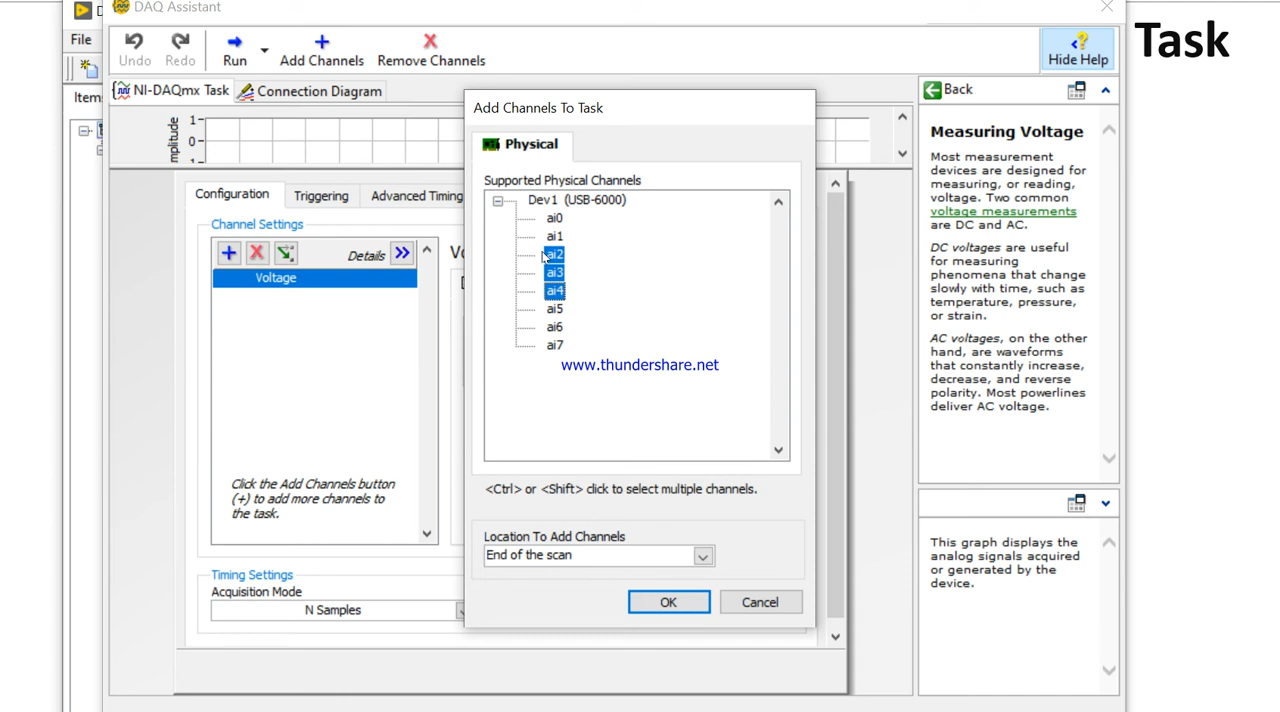 DAQ Assistant
Task
File
Undo
Redo
Run
Add Channels
Remove Channels
Hide Help
Items
NI-DAQmx Task
Connection Diagram
Back
1
0
Configuration
Triggering
Advanced Timing
Channel Settings
Details
Voltage
Click the Add Channels button
(+) to add more channels to
the task.
Timing Settings
Acquisition Mode
N Samples
Add Channels To Task
Physical
Supported Physical Channels
Dev1 (USB-6000)
ai0
ai1
ai2
ai3
ai4
ai5
ai6
ai7
www.thundershare.net
<Ctrl> or <Shift> click to select multiple channels.
Location To Add Channels
End of the scan
OK
Cancel
Measuring Voltage
Most measurement
devices are designed for
measuring, or reading,
voltage. Two common
voltage measurements
are DC and AC.
DC voltages are useful
for measuring
phenomena that change
slowly with time, such as
temperature, pressure,
or strain.
AC voltages, on the other
hand, are waveforms
that constantly increase,
decrease, and reverse
polarity. Most powerlines
deliver AC voltage.
This graph displays the
analog signals acquired
or generated by the
device.